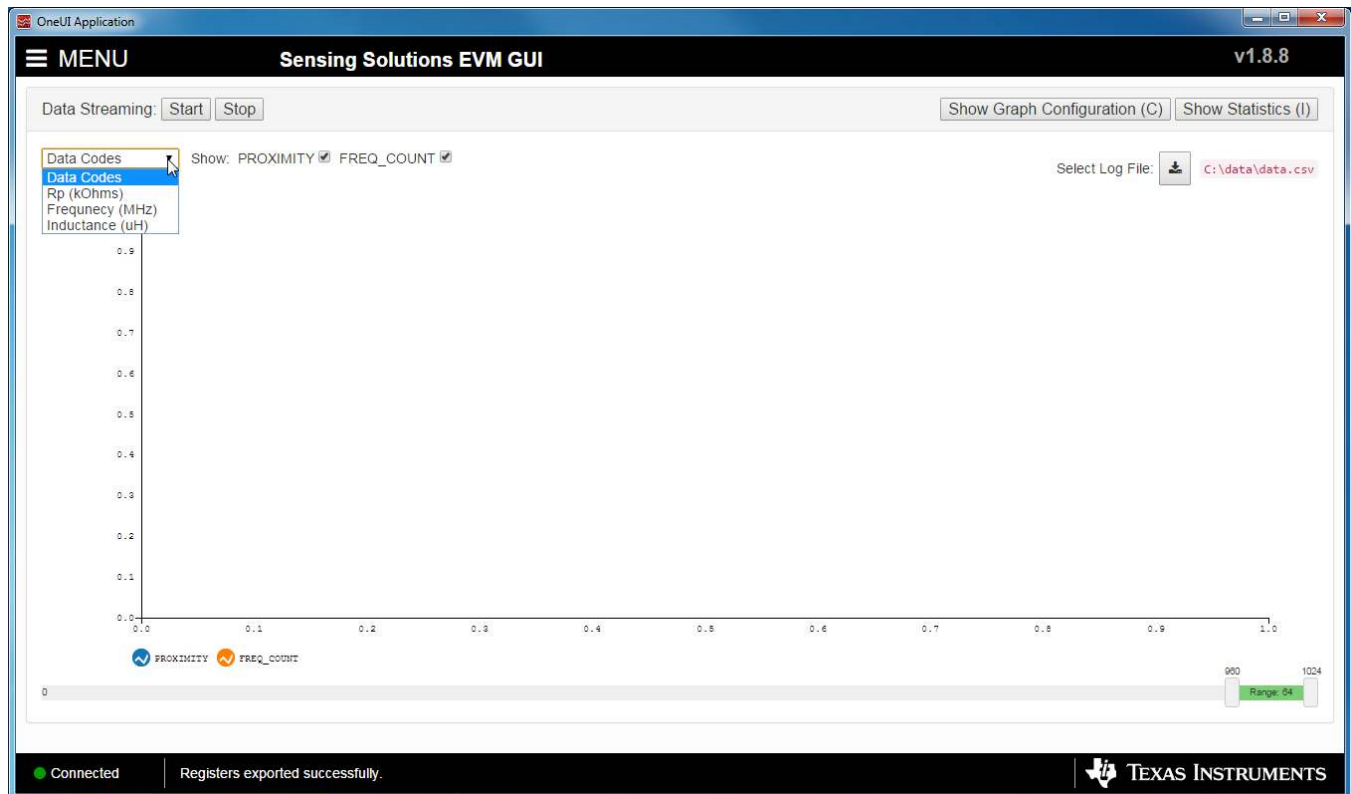 OneUI Application
MENU Sensing Solutions EVM GUI v1.8.8
Data Streaming: Start Stop Show Graph Configuration (C) Show Statistics (I)
Data Codes Show: PROXIMITY FREQ_COUNT
Select Log File: C:\data\data.csv
Data Codes
Rp (kOhms)
Frequnecy (MHz)
Inductance (uH)
0.9
0.8
0.7
0.6
0.5
0.4
0.3
0.2
0.1
0.0
0.0 0.1 0.2 0.3 0.4 0.5 0.6 0.7 0.8 0.9 1.0
PROXIMITY FREQ_COUNT
960 1024
0 Range: 64
Connected Registers exported successfully. TEXAS INSTRUMENTS